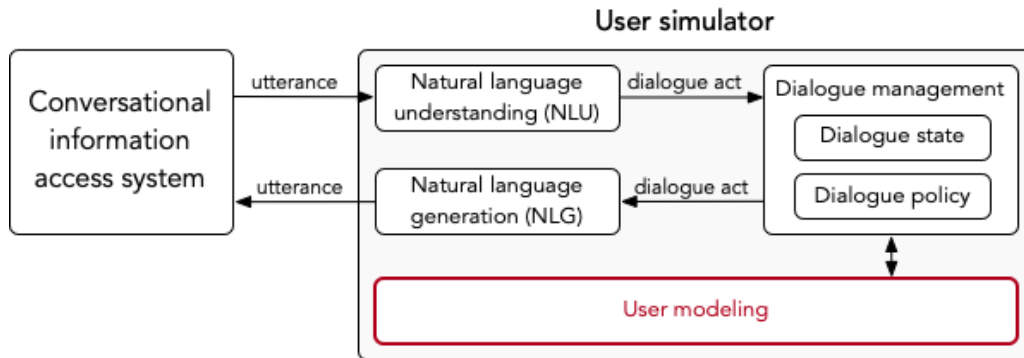 User simulator
Conversational
information
access system
utterance
Natural language
understanding (NLU)
dialogue act
Dialogue management
Dialogue state
Dialogue policy
utterance
Natural language
generation (NLG)
dialogue act
User modeling